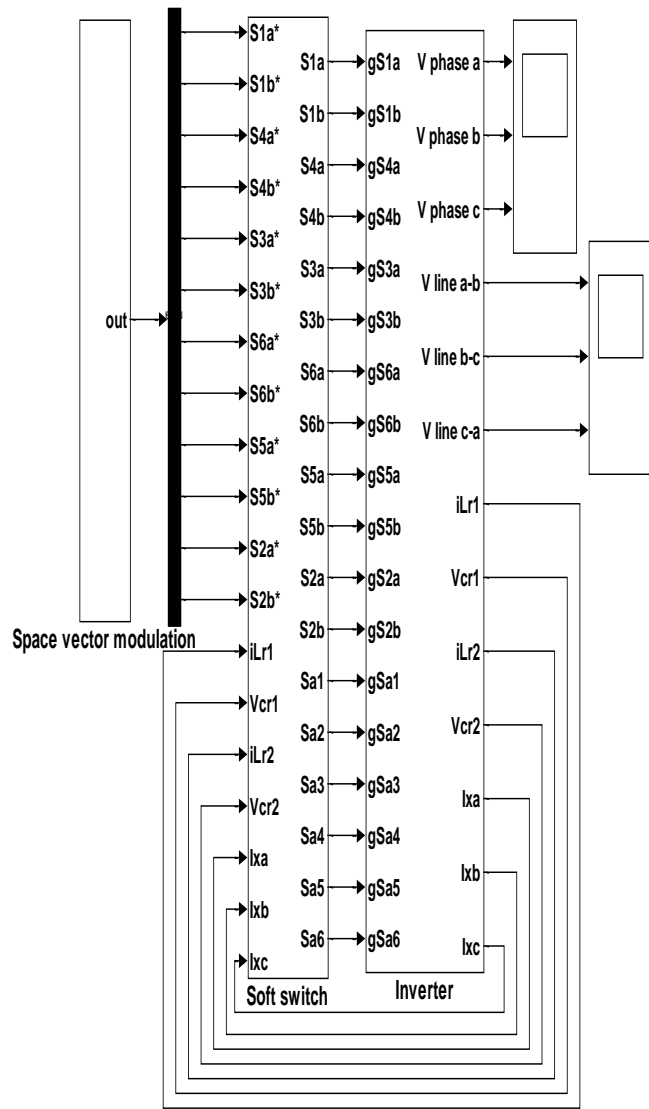 out
Space vector modulation
S1a*
S1b*
S4a*
S4b*
S3a*
S3b*
S6a*
S6b*
S5a*
S5b*
S2a*
S2b*
iLr1
Vcr1
iLr2
Vcr2
Ixa
Ixb
Ixc
S1a
S1b
S4a
S4b
S3a
S3b
S6a
S6b
S5a
S5b
S2a
S2b
Sa1
Sa2
Sa3
Sa4
Sa5
Sa6
Soft switch
gS1a
gS1b
gS4a
gS4b
gS3a
gS3b
gS6a
gS6b
gS5a
gS5b
gS2a
gS2b
gSa1
gSa2
gSa3
gSa4
gSa5
gSa6
V phase a
V phase b
V phase c
V line a-b
V line b-c
V line c-a
iLr1
Vcr1
iLr2
Vcr2
Ixa
Ixb
Ixc
Inverter